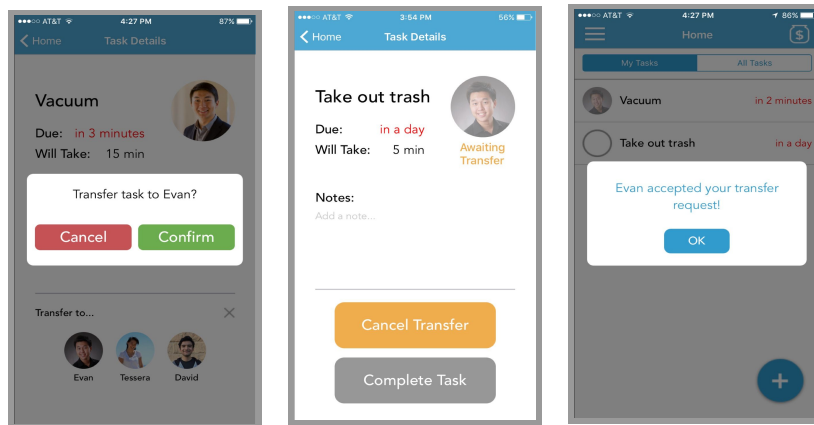 AT&T 4:27 PM 87%
Home Task Details
Vacuum
Due: in 3 minutes
Will Take: 15 min
Transfer task to Evan?
Cancel Confirm
Transfer to...
Evan Tessera David
AT&T 3:54 PM 56%
Home Task Details
Take out trash
Due: in a day
Will Take: 5 min
Awaiting
Transfer
Notes:
Add a note...
Cancel Transfer
Complete Task
AT&T 4:27 PM 86%
Home $
My Tasks All Tasks
Vacuum in 2 minutes
Take out trash in a day
Evan accepted your transfer
request!
OK
+